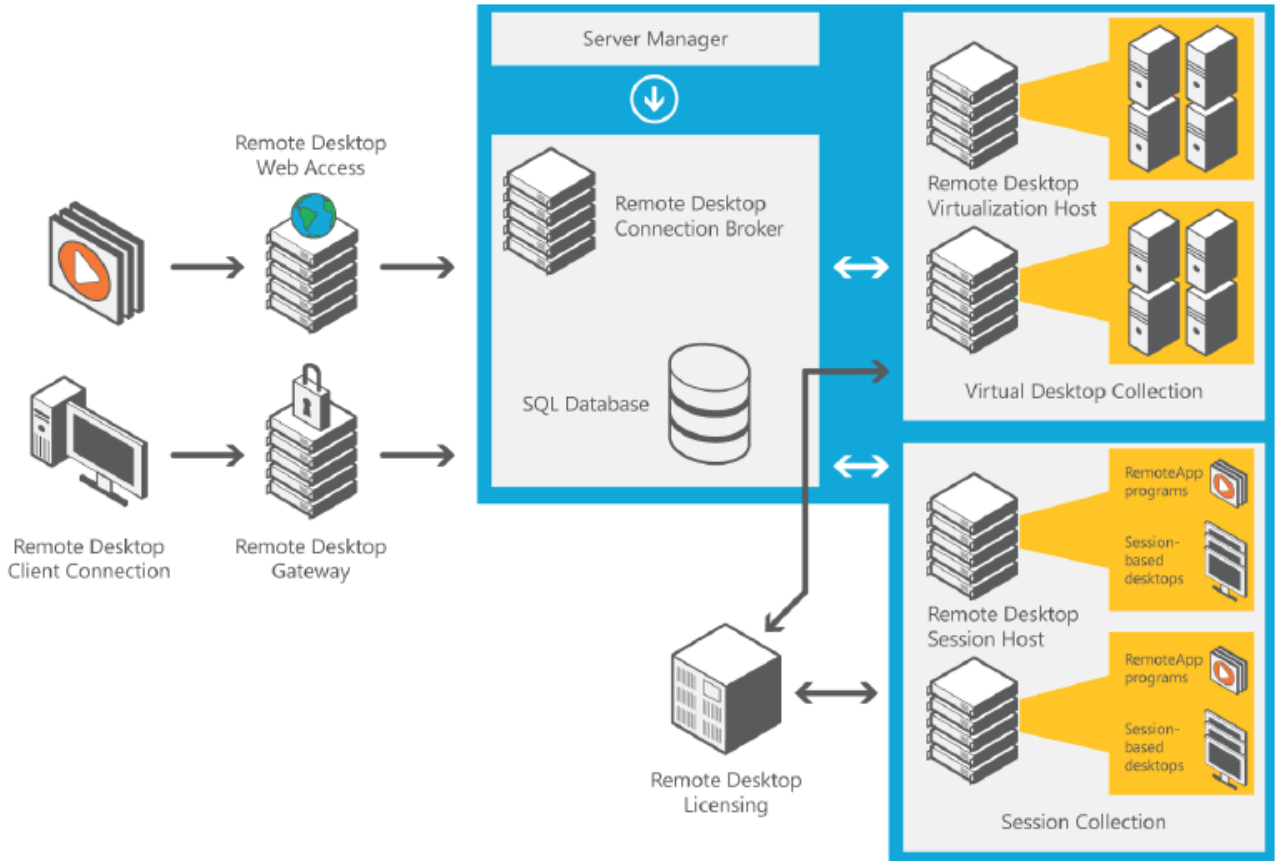 Server Manager
Remote Desktop
Web Access
Remote Desktop
Connection Broker
SQL Database
Remote Desktop
Client Connection
Remote Desktop
Gateway
Remote Desktop
Virtualization Host
Virtual Desktop Collection
RemoteApp
programs
Session-
based
desktops
Remote Desktop
Session Host
RemoteApp
programs
Session-
based
desktops
Session Collection
Remote Desktop
Licensing